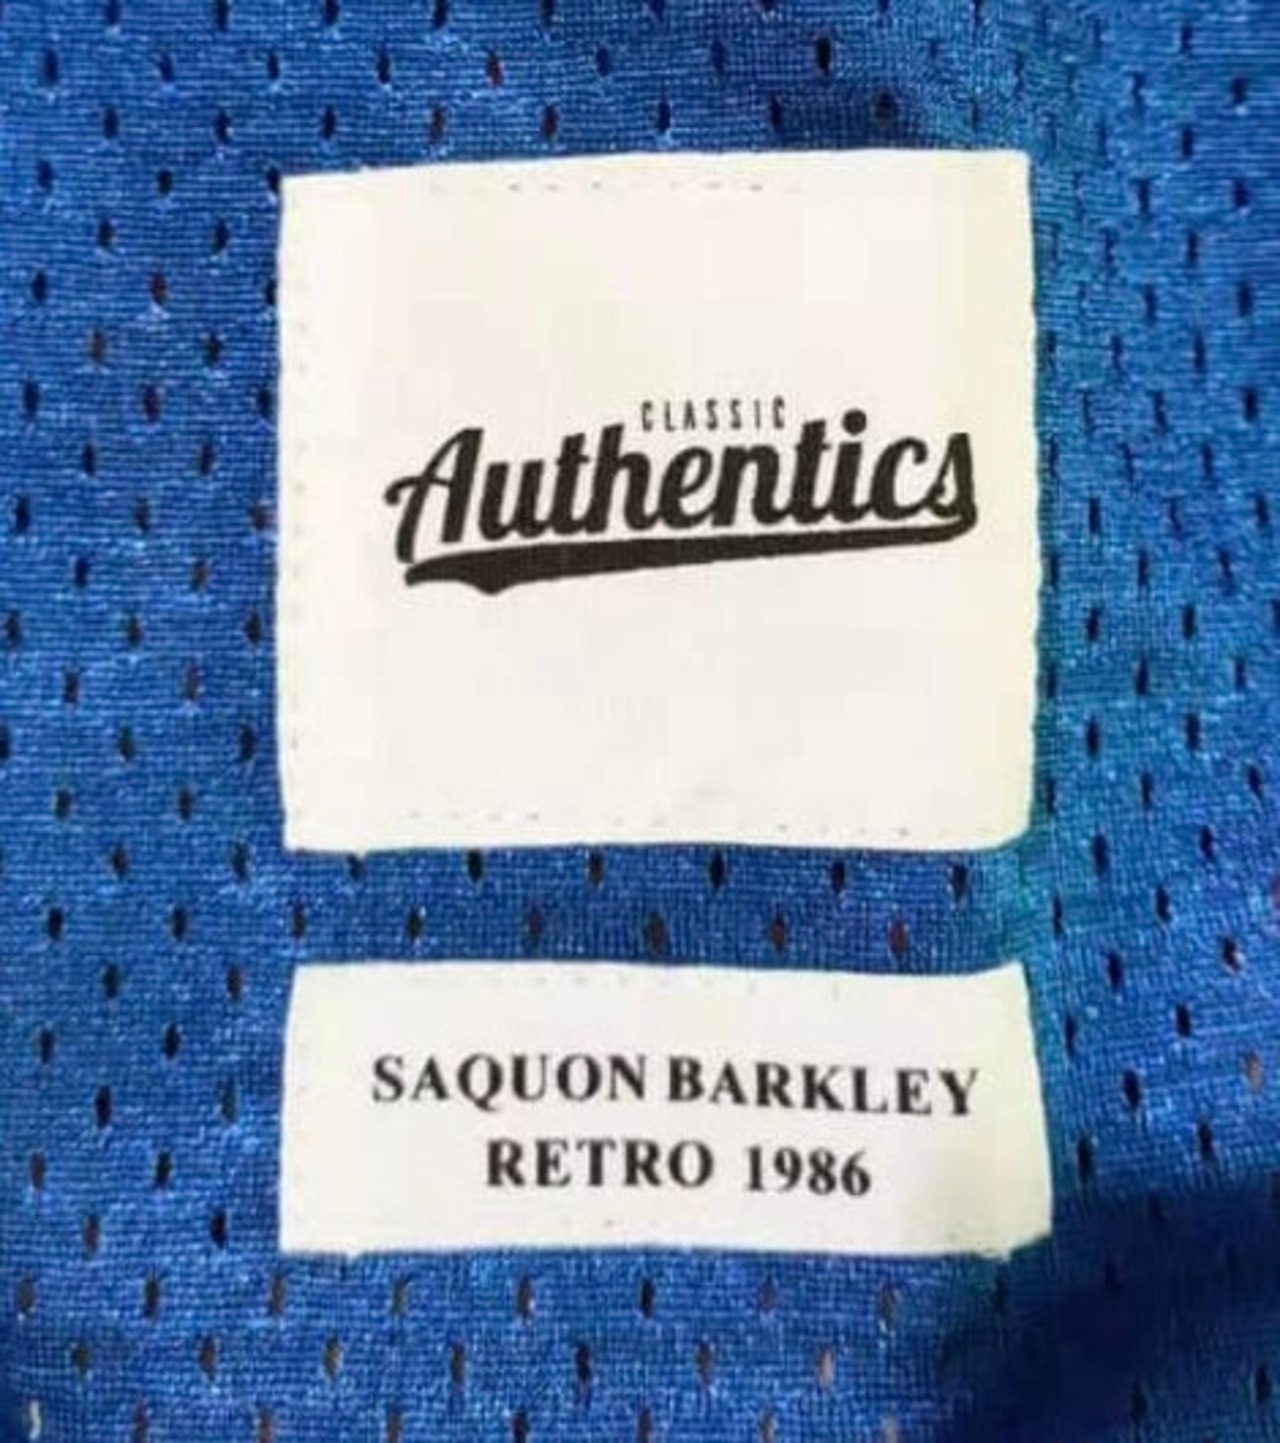 CLASSIC
Authentics
SAQUON BARKLEY
RETRO 1986